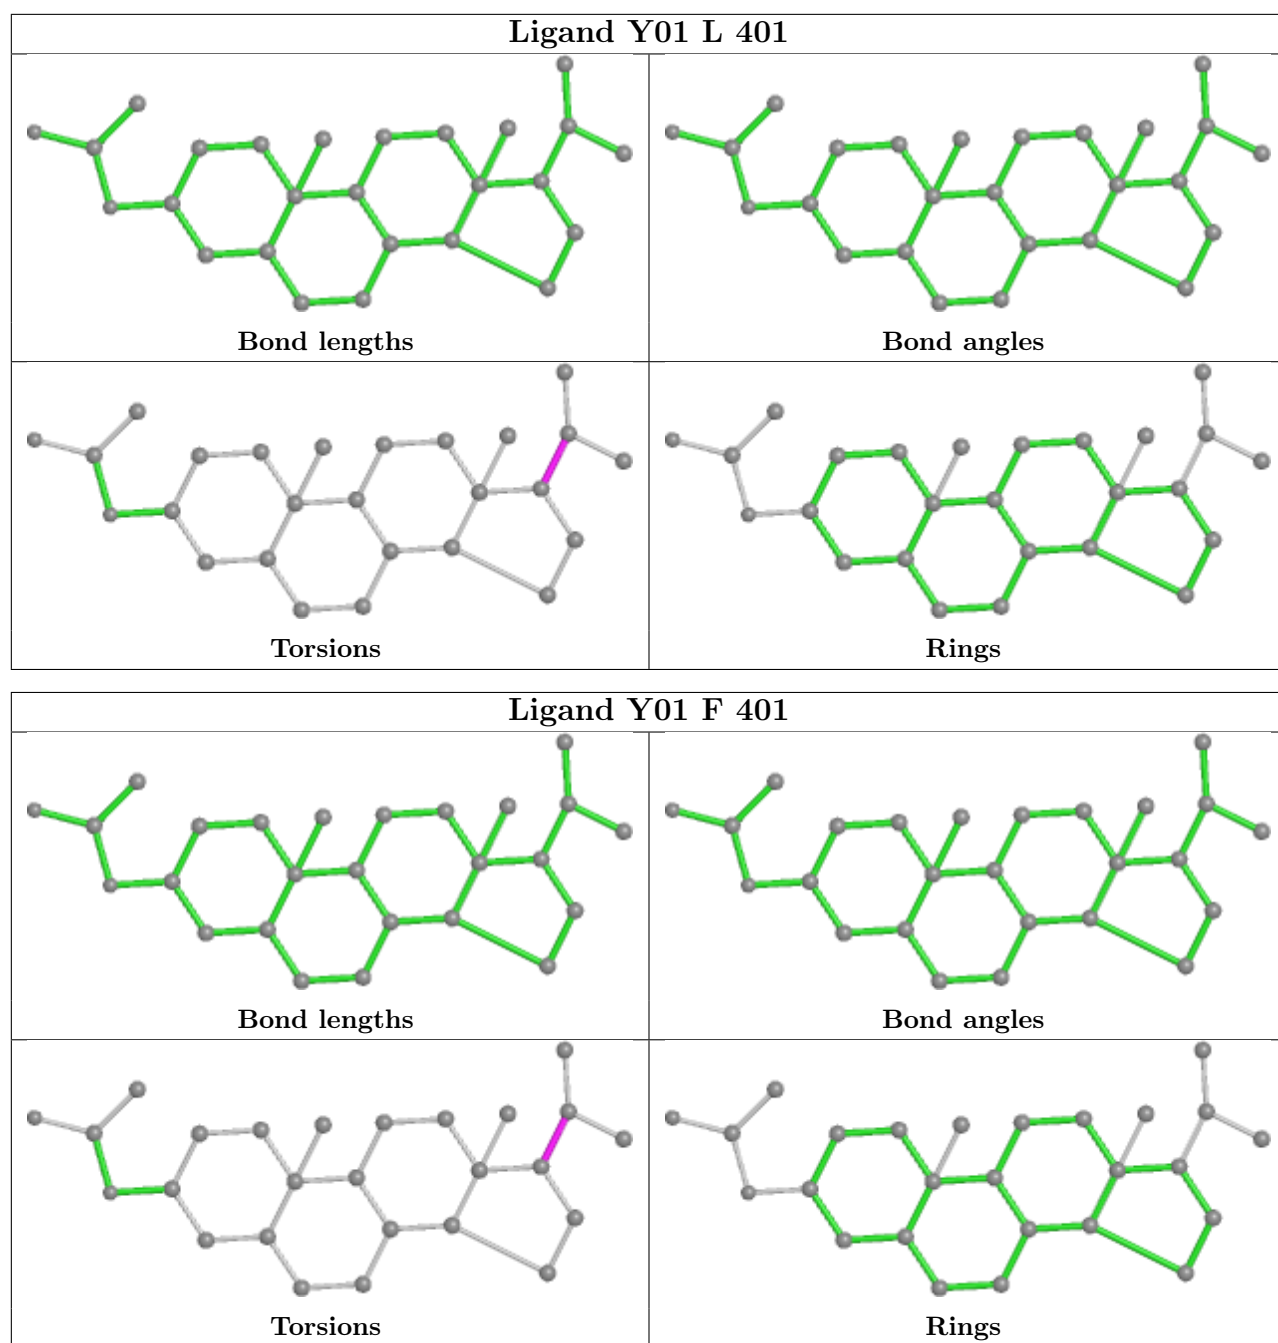 Ligand Y01 L 401
Bond lengths
Bond angles
Torsions
Rings
Ligand Y01 F 401
Bond lengths
Bond angles
Torsions
Rings